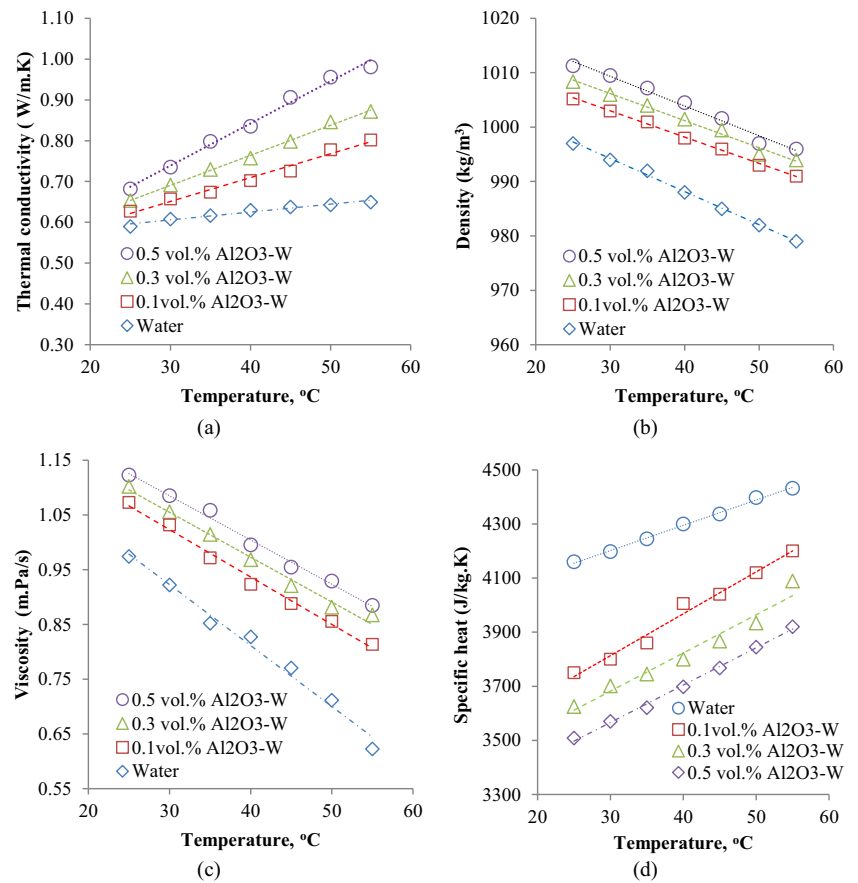 1.10
1.00
0.90
0.80
0.70
0.60
0.50
0.40
0.30
Thermal conductivity ( W/m.K)
0.5 vol.% Al2O3-W
0.3 vol.% Al2O3-W
0.1vol.% Al2O3-W
Water
20 30 40 50 60
Temperature, °C
(a)
1020
1010
1000
990
980
970
960
Density (kg/m³)
0.5 vol.% Al2O3-W
0.3 vol.% Al2O3-W
0.1vol.% Al2O3-W
Water
20 30 40 50 60
Temperature, °C
(b)
1.15
1.05
0.95
0.85
0.75
0.65
0.55
Viscosity (m.Pa/s)
0.5 vol.% Al2O3-W
0.3 vol.% Al2O3-W
0.1vol.% Al2O3-W
Water
20 30 40 50 60
Temperature, °C
(c)
4500
4300
4100
3900
3700
3500
3300
Specific heat (J/kg.K)
Water
0.1vol.% Al2O3-W
0.3 vol.% Al2O3-W
0.5 vol.% Al2O3-W
20 30 40 50 60
Temperature, °C
(d)